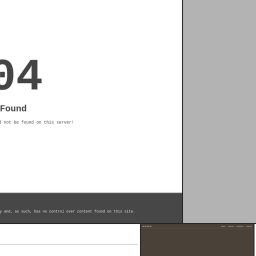 04
Found
not be found on this server!
and, as such, has no control over content found on this site.